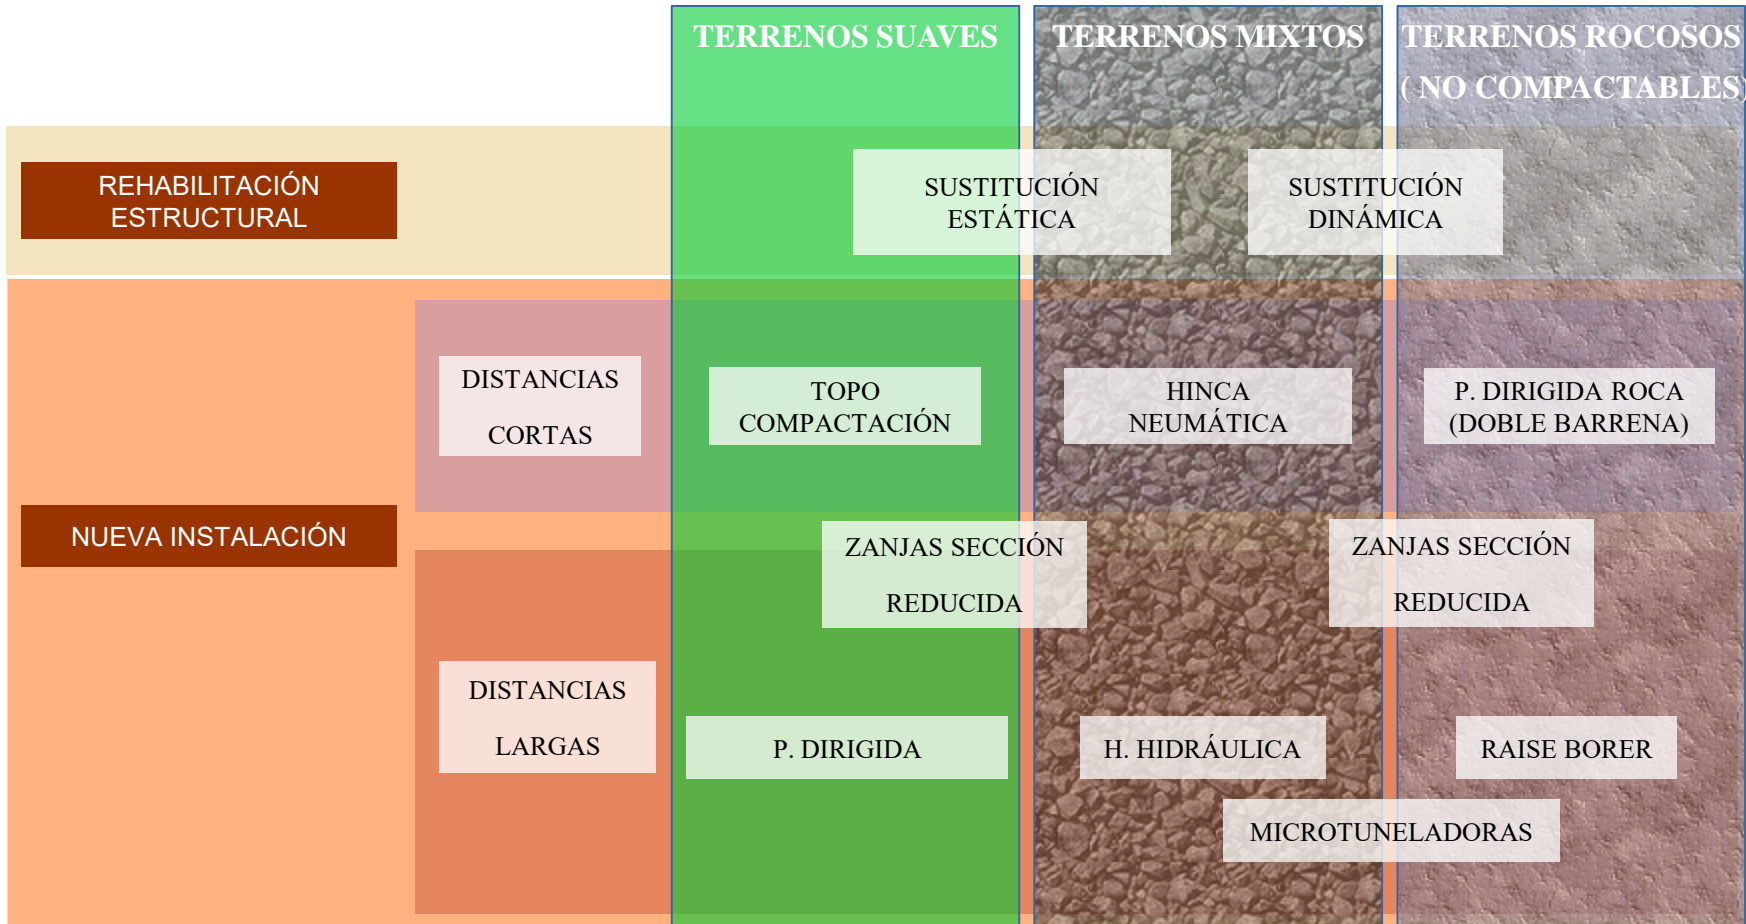 TERRENOS SUAVES
TERRENOS MIXTOS
TERRENOS ROCOSOS
( NO COMPACTABLES)
REHABILITACIÓN
ESTRUCTURAL
SUSTITUCIÓN
ESTÁTICA
SUSTITUCIÓN
DINÁMICA
DISTANCIAS
CORTAS
TOPO
COMPACTACIÓN
HINCA
NEUMÁTICA
P. DIRIGIDA ROCA
(DOBLE BARRENA)
NUEVA INSTALACIÓN
ZANJAS SECCIÓN
REDUCIDA
ZANJAS SECCIÓN
REDUCIDA
DISTANCIAS
LARGAS
P. DIRIGIDA
H. HIDRÁULICA
RAISE BORER
MICROTUNELADORAS